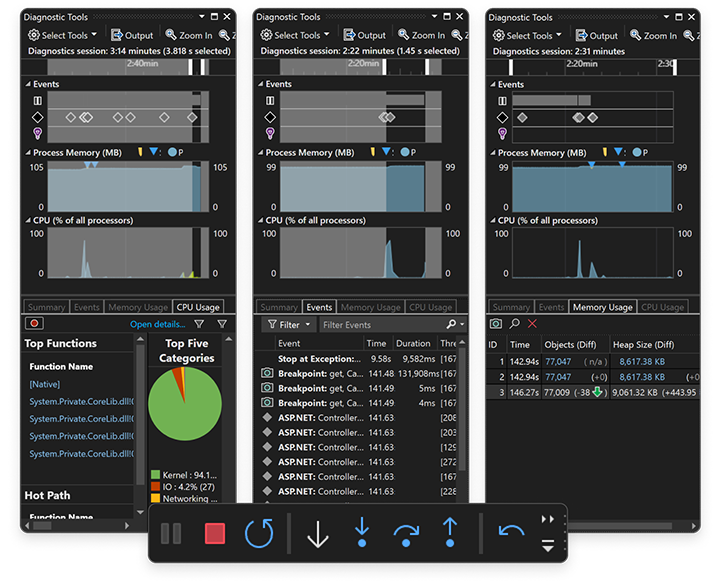 Diagnostic Tools
Select Tools
Output
Zoom In
Diagnostics session: 3:14 minutes (3.818 s selected)
2:40min
Events
Process Memory (MB)
P
105
105
0
0
CPU (% of all processors)
100
100
0
0
Summary
Events
Memory Usage
CPU Usage
Open details...
Top Functions
Function Name
[Native]
System.Private.CoreLib.dll!
System.Private.CoreLib.dll!
System.Private.CoreLib.dll!
System.Private.CoreLib.dll!
Hot Path
Function Name
Top Five
Categories
Kernel : 94.1...
IO : 4.2% (27)
Networking ...
Diagnostic Tools
Select Tools
Output
Zoom In
Diagnostics session: 2:22 minutes (1.45 s selected)
2:20min
Events
Process Memory (MB)
P
99
99
0
0
CPU (% of all processors)
100
100
0
0
Summary
Events
Memory Usage
CPU Usage
Filter
Filter Events
Event Time Duration Thre
Stop at Exception:... 9.58s 9,582ms [167
Breakpoint: get, Ca... 141.48 131,908ms [167
Breakpoint: get, Ca... 141.49 5ms [167
Breakpoint: get, Ca... 141.49 4ms [167
ASP.NET: Controller... 141.63 [208
ASP.NET: Controller... 141.63 [203
ASP.NET: Controller... 141.63 [129
ASP.NET: Controller... 141.63 [295
ASP.NET: Controller... 141.63 [167
ASP.NET: Controller... 141.63 [228
Diagnostic Tools
Select Tools
Output
Zoom In
Diagnostics session: 2:31 minutes
2:20min
2:30
Events
Process Memory (MB)
P
99
99
0
0
CPU (% of all processors)
100
100
0
0
Summary
Events
Memory Usage
CPU Usage
ID Time Objects (Diff) Heap Size (Diff)
1 142.94s 77,047 (n/a) 8,617.38 KB
2 142.94s 77,047 (+0) 8,617.38 KB (+0
3 146.27s 77,009 (-38 9,061.32 KB (+443.95